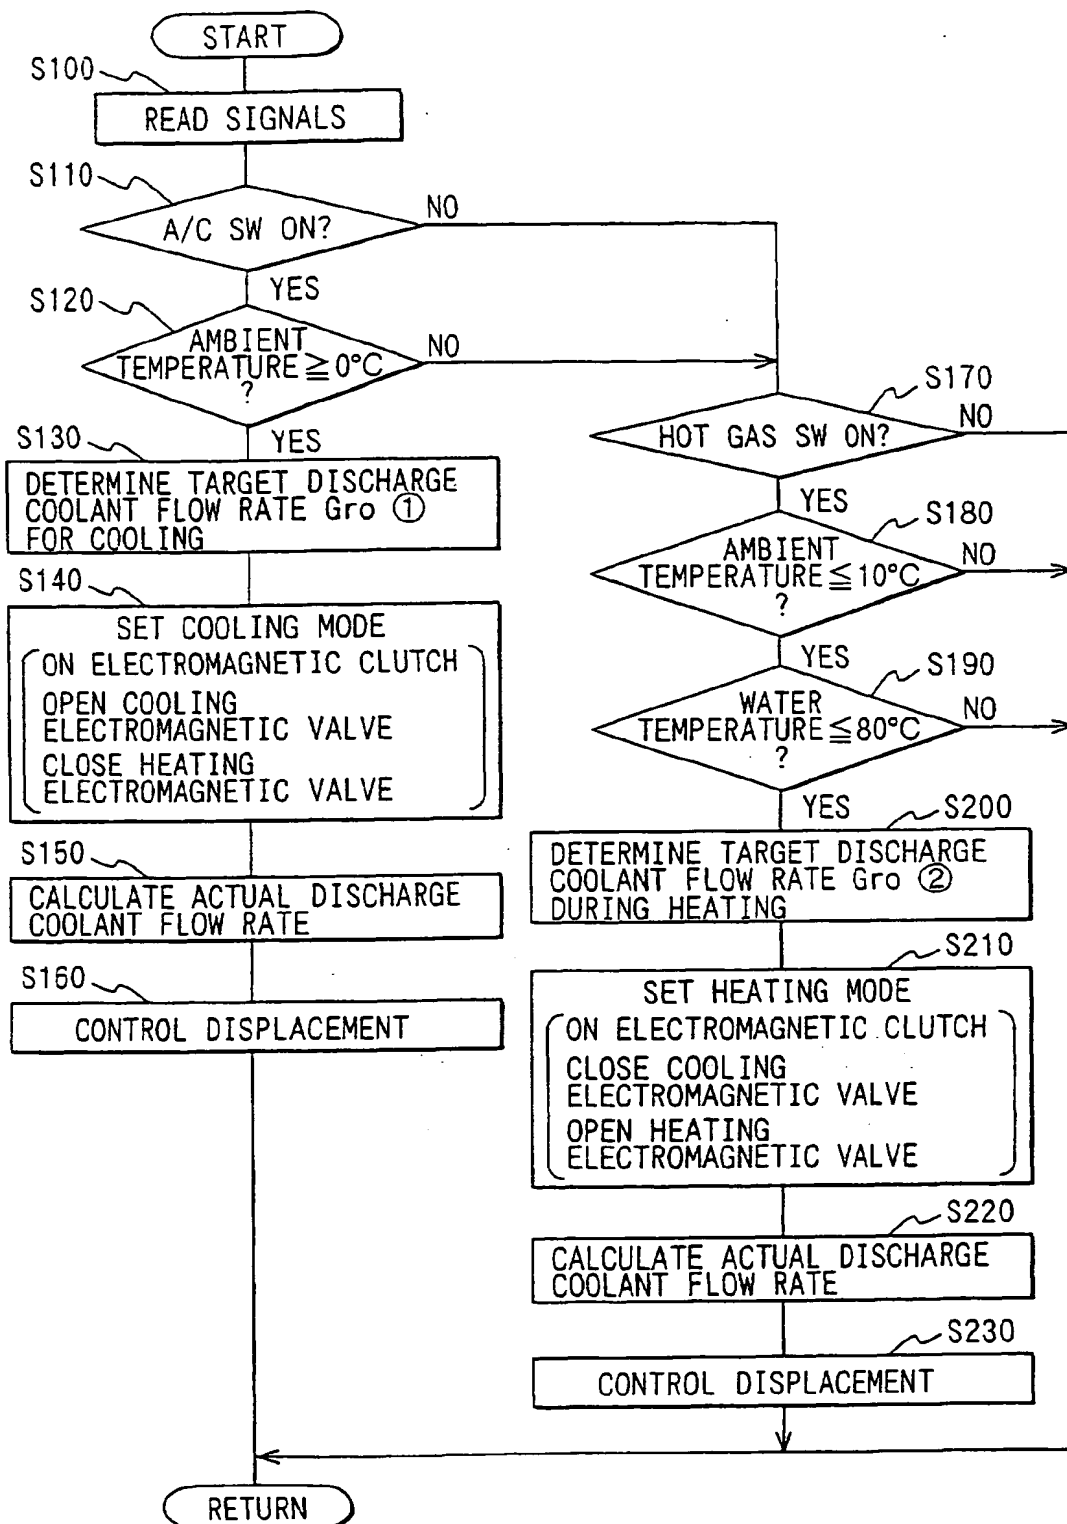 START
S100
READ SIGNALS
S110
A/C SW ON?
NO
YES
S120
AMBIENT
TEMPERATURE ≧ 0°C
?
NO
YES
S130
DETERMINE TARGET DISCHARGE
COOLANT FLOW RATE Gro ①
FOR COOLING
S140
SET COOLING MODE
ON ELECTROMAGNETIC CLUTCH
OPEN COOLING
ELECTROMAGNETIC VALVE
CLOSE HEATING
ELECTROMAGNETIC VALVE
S150
CALCULATE ACTUAL DISCHARGE
COOLANT FLOW RATE
S160
CONTROL DISPLACEMENT
S170
HOT GAS SW ON?
NO
YES
S180
AMBIENT
TEMPERATURE ≦ 10°C
?
NO
YES
S190
WATER
TEMPERATURE ≦ 80°C
?
NO
YES
S200
DETERMINE TARGET DISCHARGE
COOLANT FLOW RATE Gro ②
DURING HEATING
S210
SET HEATING MODE
ON ELECTROMAGNETIC CLUTCH
CLOSE COOLING
ELECTROMAGNETIC VALVE
OPEN HEATING
ELECTROMAGNETIC VALVE
S220
CALCULATE ACTUAL DISCHARGE
COOLANT FLOW RATE
S230
CONTROL DISPLACEMENT
RETURN